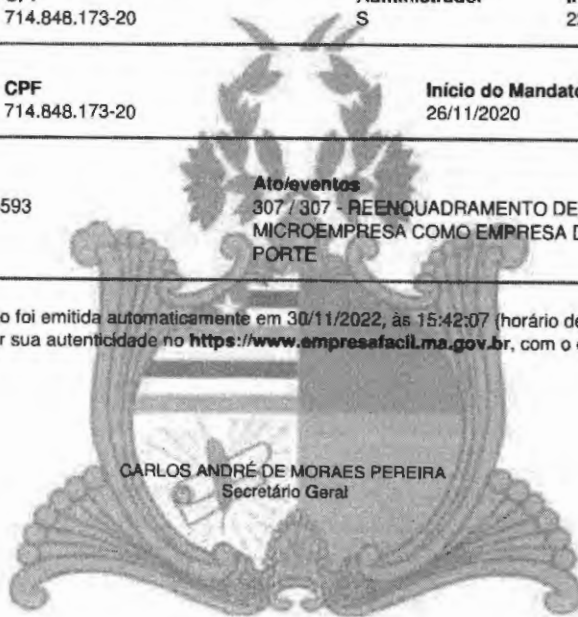 Administrador
714.848.173-20 S 2
CPF Início do Mandato
714.848.173-20 26/11/2020
Ato/eventos
593 307 / 307 - REENQUADRAMENTO DE
MICROEMPRESA COMO EMPRESA D
PORTE
o foi emitida automaticamente em 30/11/2022, às 15:42:07 (horário de
r sua autenticidade no https://www.empresafacil.ma.gov.br, com o
CARLOS ANDRÉ DE MORAES PEREIRA
Secretário Geral